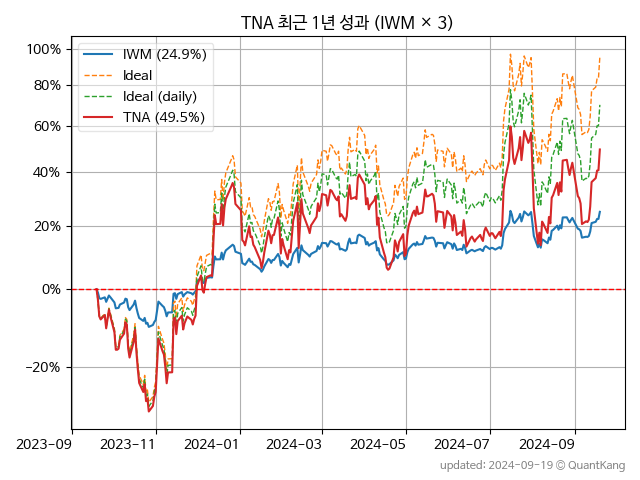 TNA 최근 1년 성과 (IWM × 3)
100%
80%
60%
40%
20%
0%
−20%
IWM (24.9%)
Ideal
Ideal (daily)
TNA (49.5%)
2023-09
2023-11
2024-01
2024-03
2024-05
2024-07
2024-09
updated: 2024-09-19 © QuantKang